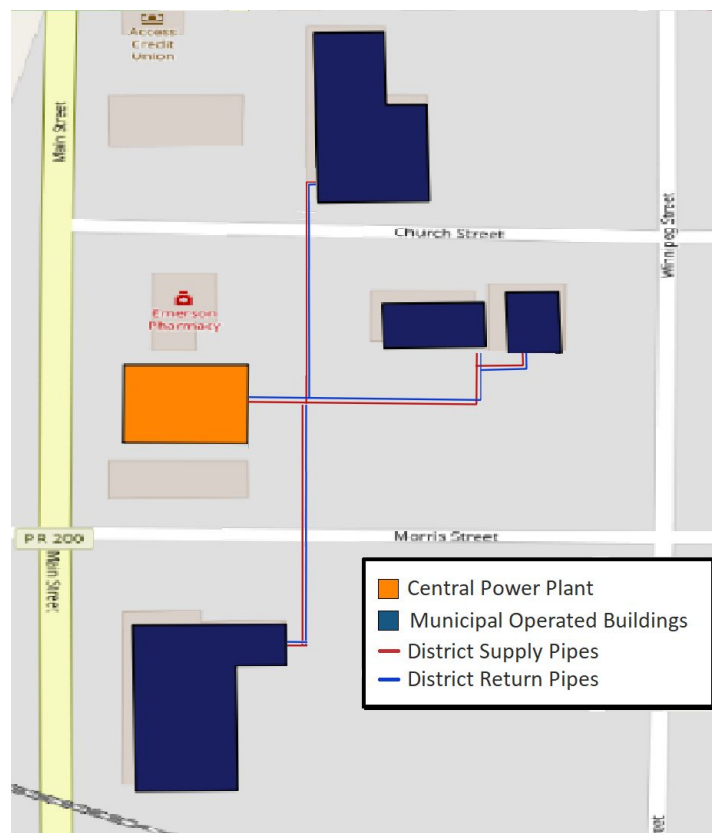 Access
Credit
Union
Main Street
Church Street
Winnipeg Street
Emerson
Pharmacy
PR 200
Morris Street
Main Street
Central Power Plant
Municipal Operated Buildings
District Supply Pipes
District Return Pipes